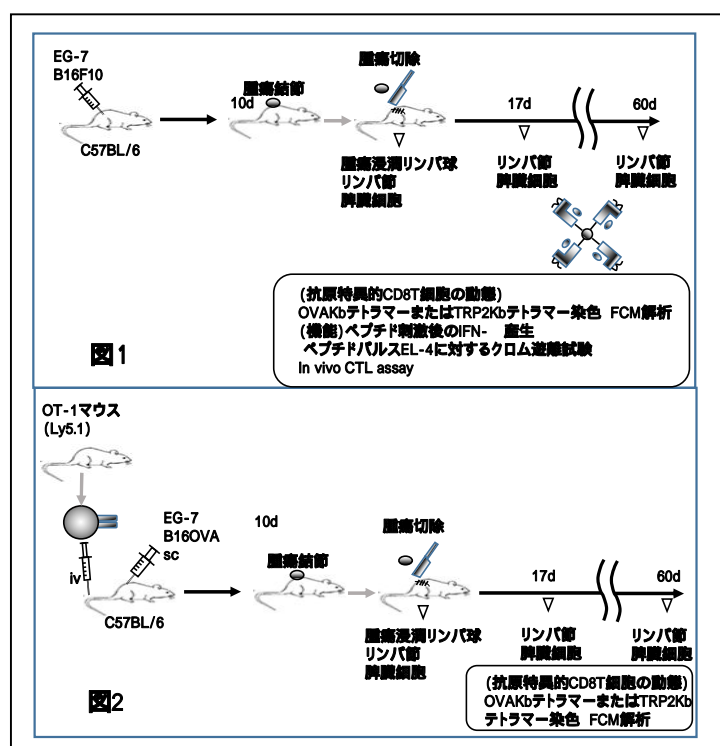 EG-7
B16F10
C57BL/6
10d
腫瘍結節
腫瘍切除
腫瘍浸潤リンパ球
リンパ節
脾臓細胞
17d
リンパ節
脾臓細胞
60d
リンパ節
脾臓細胞
(抗原特異的CD8T細胞の動態)
OVAKbテトラマーまたはTRP2Kbテトラマー染色 FCM解析
(機能)ペプチド刺激後のIFN- 産生
ペプチドパルスEL-4に対するクロム遊離試験
In vivo CTL assay
図1
OT-1マウス
(Ly5.1)
iv
EG-7
B16OVA
sc
C57BL/6
10d
腫瘍結節
腫瘍切除
腫瘍浸潤リンパ球
リンパ節
脾臓細胞
17d
リンパ節
脾臓細胞
60d
リンパ節
脾臓細胞
(抗原特異的CD8T細胞の動態)
OVAKbテトラマーまたはTRP2Kb
テトラマー染色 FCM解析
図2